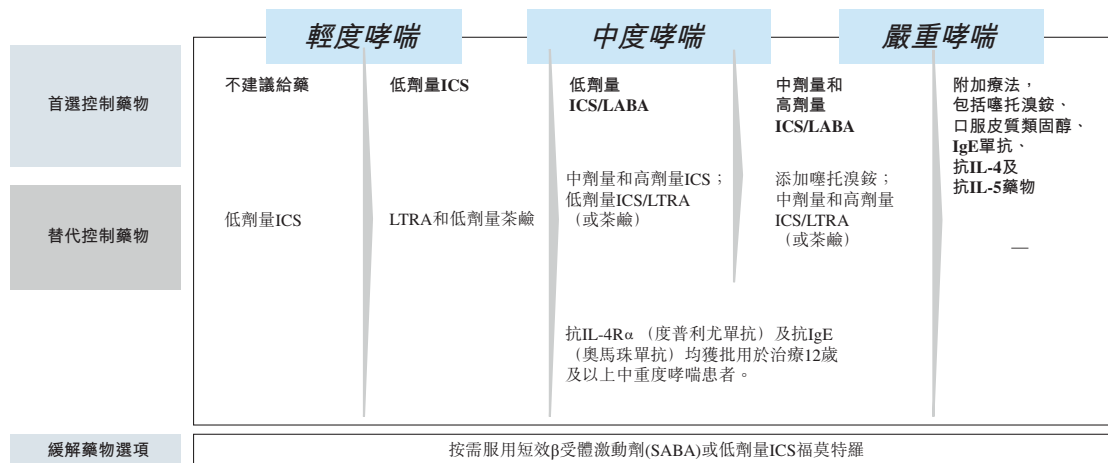 輕度哮喘
中度哮喘
嚴重哮喘
首選控制藥物
不建議給藥
低劑量ICS
低劑量
ICS/LABA
中劑量和
高劑量
ICS/LABA
附加療法，
包括噻托溴銨、
口服皮質類固醇、
IgE單抗、
抗IL-4及
抗IL-5藥物
替代控制藥物
低劑量ICS
LTRA和低劑量茶鹼
中劑量和高劑量ICS；
低劑量ICS/LTRA
（或茶鹼）
添加噻托溴銨；
中劑量和高劑量
ICS/LTRA
（或茶鹼）
—
抗IL-4Rα （度普利尤單抗）及抗IgE
（奧馬珠單抗）均獲批用於治療12歲
及以上中重度哮喘患者。
緩解藥物選項
按需服用短效β受體激動劑(SABA)或低劑量ICS福莫特羅